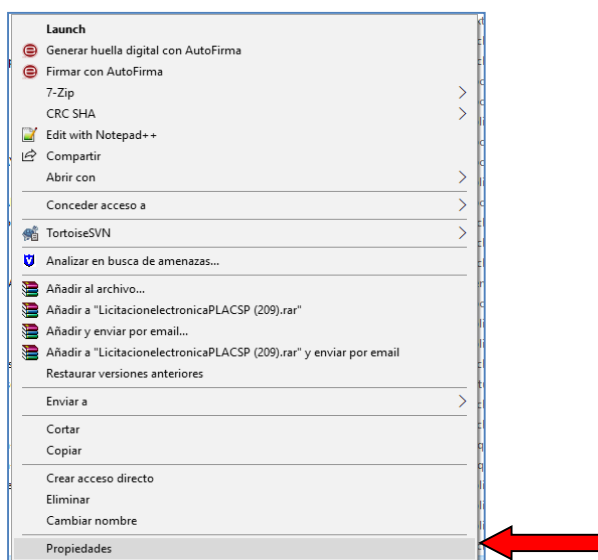 Launch
Generar huella digital con AutoFirma
Firmar con AutoFirma
7-Zip
CRC SHA
Edit with Notepad++
Compartir
Abrir con
Conceder acceso a
TortoiseSVN
Analizar en busca de amenazas...
Añadir al archivo...
Añadir a "LicitacionelectronicaPLACSP (209).rar"
Añadir y enviar por email...
Añadir a "LicitacionelectronicaPLACSP (209).rar" y enviar por email
Restaurar versiones anteriores
Enviar a
Cortar
Copiar
Crear acceso directo
Eliminar
Cambiar nombre
Propiedades